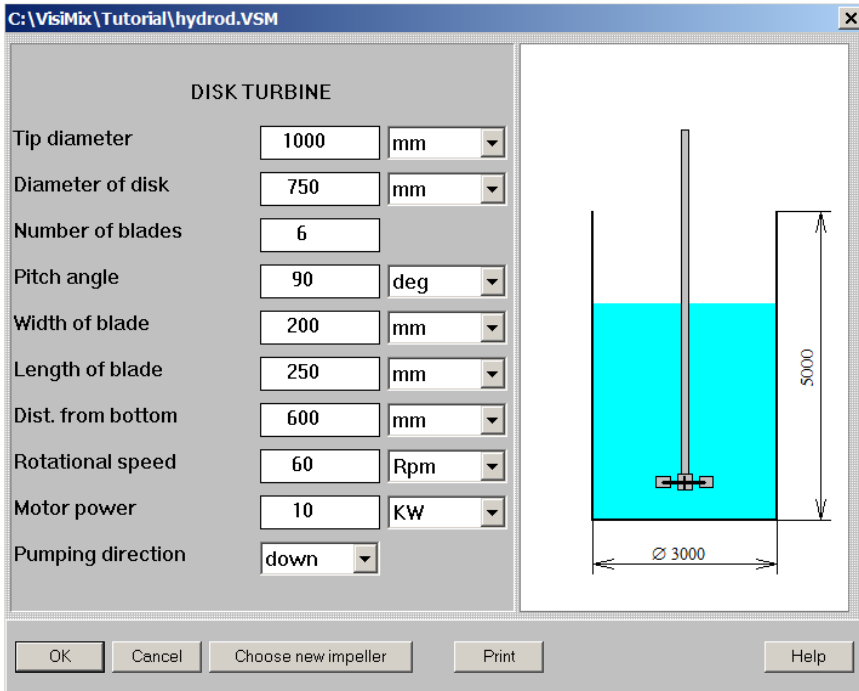 C:\VisiMix\Tutorial\hydrod.VSM
DISK TURBINE
Tip diameter 1000 mm
Diameter of disk 750 mm
Number of blades 6
Pitch angle 90 deg
Width of blade 200 mm
Length of blade 250 mm
Dist. from bottom 600 mm
Rotational speed 60 Rpm
Motor power 10 KW
Pumping direction down
5000
Ø 3000
OK Cancel Choose new impeller Print Help